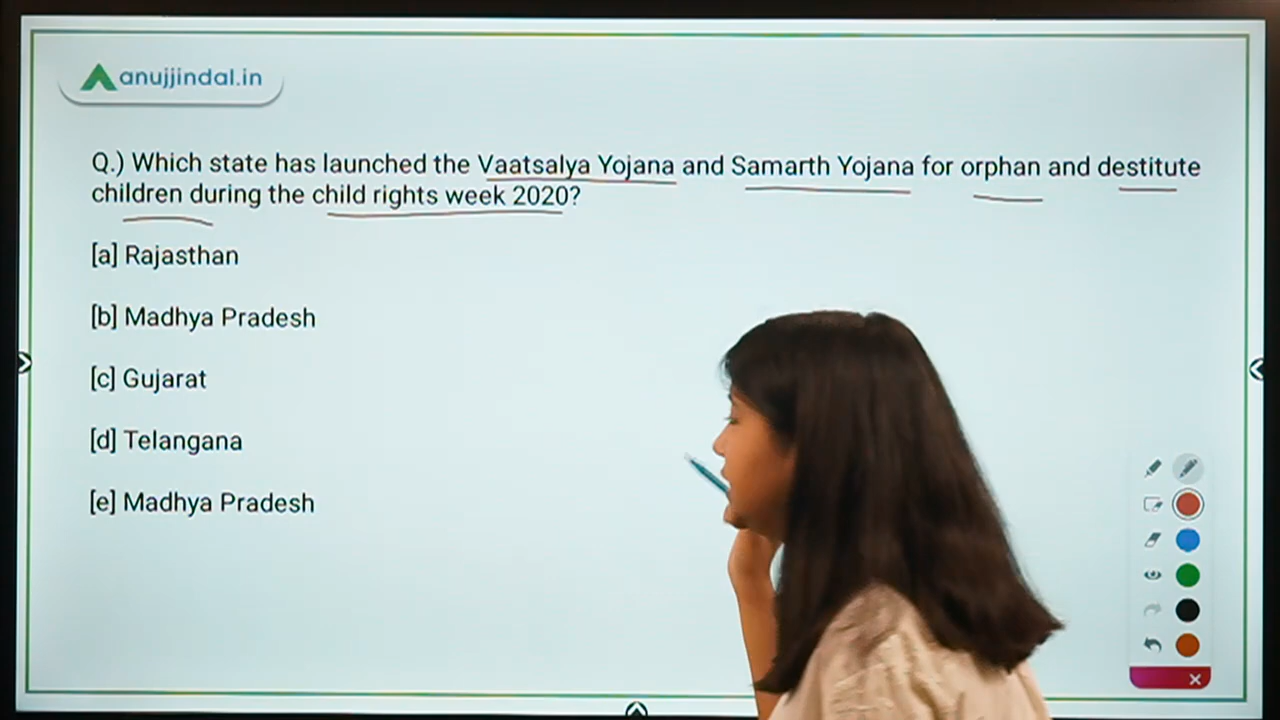 anujjindal.in
Q.) Which state has launched the Vaatsalya Yojana and Samarth Yojana for orphan and destitute
children during the child rights week 2020?
[a] Rajasthan
[b] Madhya Pradesh
[c] Gujarat
[d] Telangana
[e] Madhya Pradesh